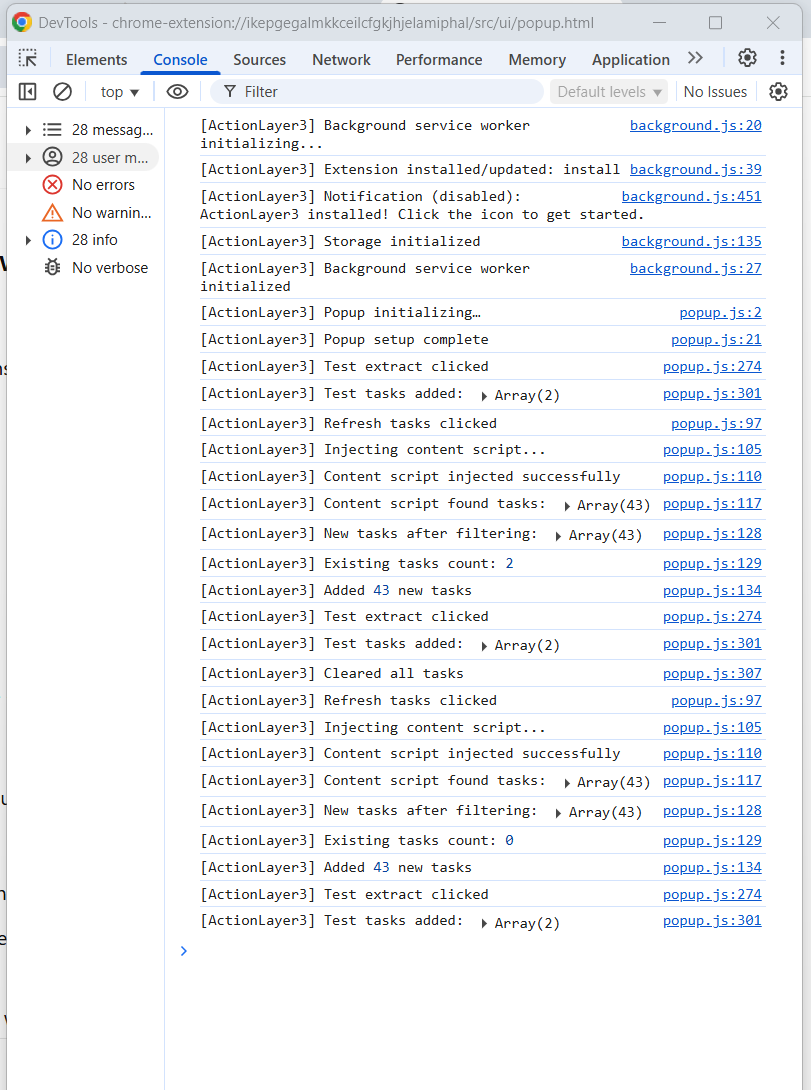 DevTools - chrome-extension://ikepgegalmkkceilcfgkjhjelamiphal/src/ui/popup.html
Elements Console Sources Network Performance Memory Application
top Filter Default levels No Issues
28 messag...
28 user m...
No errors
No warnin...
28 info
No verbose
[ActionLayer3] Background service worker background.js:20
initializing...
[ActionLayer3] Extension installed/updated: install background.js:39
[ActionLayer3] Notification (disabled): background.js:451
ActionLayer3 installed! Click the icon to get started.
[ActionLayer3] Storage initialized background.js:135
[ActionLayer3] Background service worker background.js:27
initialized
[ActionLayer3] Popup initializing… popup.js:2
[ActionLayer3] Popup setup complete popup.js:21
[ActionLayer3] Test extract clicked popup.js:274
[ActionLayer3] Test tasks added: Array(2) popup.js:301
[ActionLayer3] Refresh tasks clicked popup.js:97
[ActionLayer3] Injecting content script... popup.js:105
[ActionLayer3] Content script injected successfully popup.js:110
[ActionLayer3] Content script found tasks: Array(43) popup.js:117
[ActionLayer3] New tasks after filtering: Array(43) popup.js:128
[ActionLayer3] Existing tasks count: 2 popup.js:129
[ActionLayer3] Added 43 new tasks popup.js:134
[ActionLayer3] Test extract clicked popup.js:274
[ActionLayer3] Test tasks added: Array(2) popup.js:301
[ActionLayer3] Cleared all tasks popup.js:307
[ActionLayer3] Refresh tasks clicked popup.js:97
[ActionLayer3] Injecting content script... popup.js:105
[ActionLayer3] Content script injected successfully popup.js:110
[ActionLayer3] Content script found tasks: Array(43) popup.js:117
[ActionLayer3] New tasks after filtering: Array(43) popup.js:128
[ActionLayer3] Existing tasks count: 0 popup.js:129
[ActionLayer3] Added 43 new tasks popup.js:134
[ActionLayer3] Test extract clicked popup.js:274
[ActionLayer3] Test tasks added: Array(2) popup.js:301